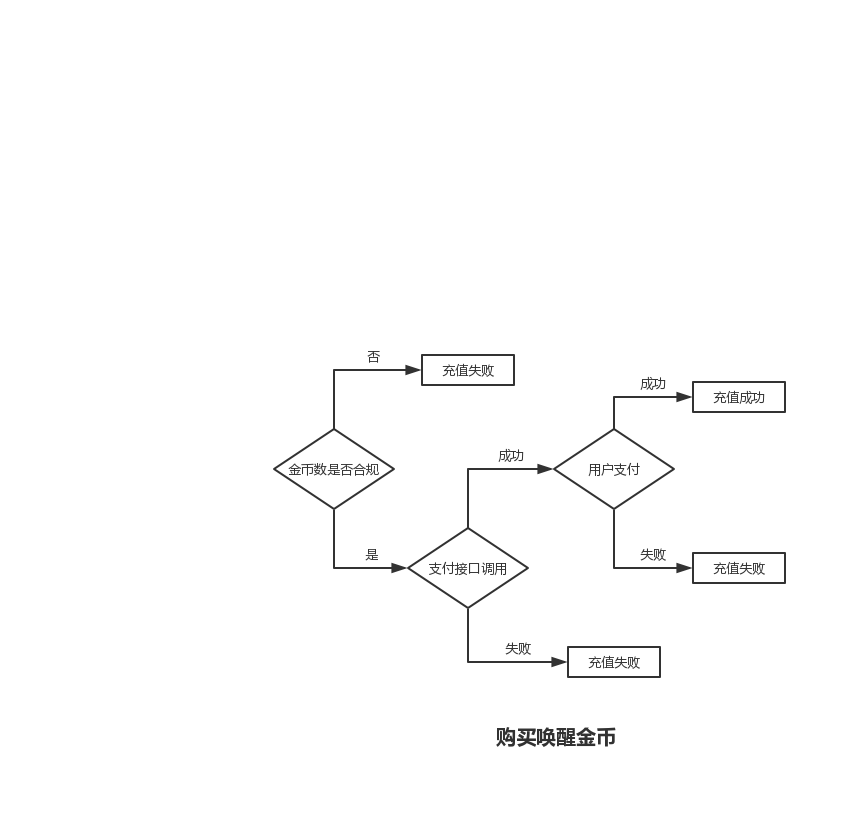 否
充值失败
成功
充值成功
金币数是否合规
成功
用户支付
是
支付接口调用
失败
充值失败
失败
充值失败
购买唤醒金币